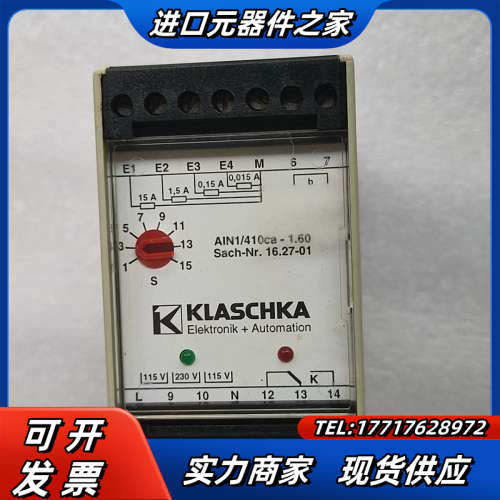 进口元器件之家
E1 E2 E3 E4 M 6 7
15 A 1,5 A 0,15 A 0,015 A b
7 9
5 11
3 13
1 15
S
AIN1/410ca - 1.60
Sach-Nr. 16.27-01
K KLASCHKA
Elektronik + Automation
115 V 230 V 115 V K
L 9 10 N 12 13 14
TEL:17717628972
可开
发票
实力商家 现货供应